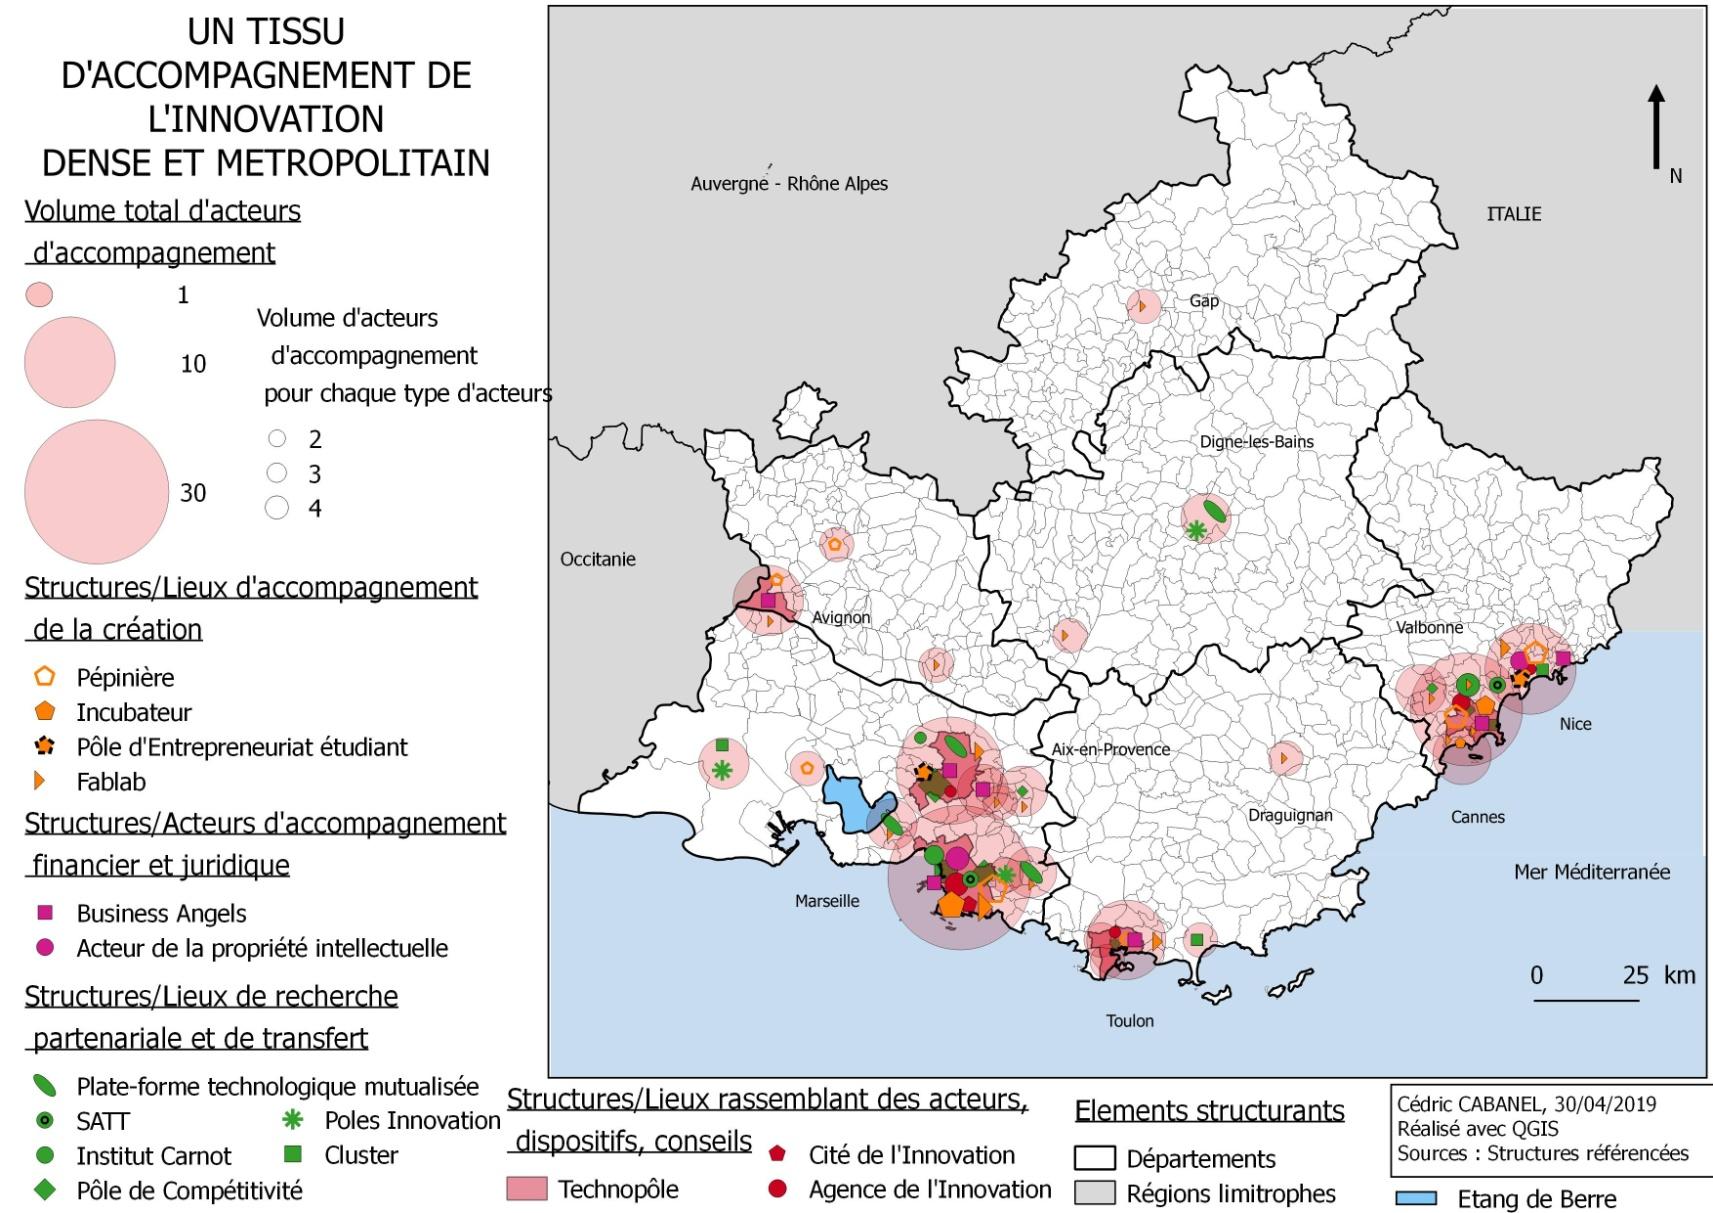 UN TISSU
D'ACCOMPAGNEMENT DE
L'INNOVATION
DENSE ET METROPOLITAIN
Volume total d'acteurs
d'accompagnement
1
10
30
Volume d'acteurs
d'accompagnement
pour chaque type d'acteurs
2
3
4
Structures/Lieux d'accompagnement
de la création
Pépinière
Incubateur
Pôle d'Entrepreneuriat étudiant
Fablab
Structures/Acteurs d'accompagnement
financier et juridique
Business Angels
Acteur de la propriété intellectuelle
Structures/Lieux de recherche
partenariale et de transfert
Plate-forme technologique mutualisée
SATT
Poles Innovation
Institut Carnot
Cluster
Pôle de Compétitivité
Auvergne - Rhône Alpes
N
ITALIE
Gap
Digne-les-Bains
Occitanie
Avignon
Valbonne
Nice
Aix-en-Provence
Draguignan
Cannes
Mer Méditerranée
Marseille
0 25 km
Toulon
Structures/Lieux rassemblant des acteurs,
dispositifs, conseils
Technopôle
Cité de l'Innovation
Agence de l'Innovation
Elements structurants
Départements
Régions limitrophes
Cédric CABANEL, 30/04/2019
Réalisé avec QGIS
Sources : Structures référencées
Etang de Berre